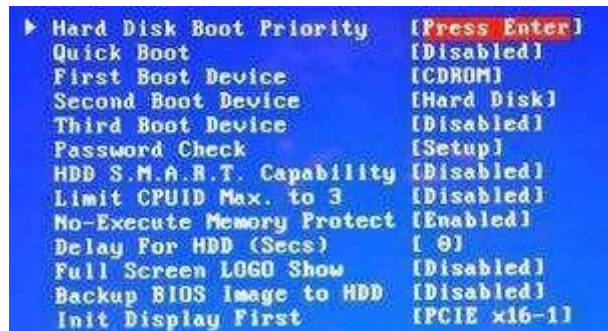 Hard Disk Boot Priority [Press Enter]
Quick Boot [Disabled]
First Boot Device [CDROM]
Second Boot Device [Hard Disk]
Third Boot Device [Disabled]
Password Check [Setup]
HDD S.M.A.R.T. Capability [Disabled]
Limit CPUID Max. to 3 [Disabled]
No-Execute Memory Protect [Enabled]
Delay For HDD (Secs) [ 0]
Full Screen LOGO Show [Disabled]
Backup BIOS Image to HDD [Disabled]
Init Display First [PCIE x16-1]